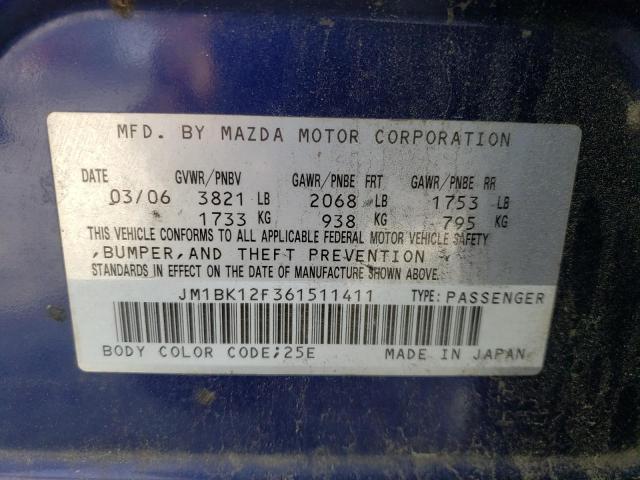 MFD. BY MAZDA MOTOR CORPORATION
DATE GVWR/PNBV GAWR/PNBE FRT GAWR/PNBE RR
03/06 3821 LB 2068 LB 1753 LB
1733 KG 938 KG 795 KG
THIS VEHICLE CONFORMS TO ALL APPLICABLE FEDERAL MOTOR VEHICLE SAFETY
,BUMPER,AND THEFT PREVENTION
STANDARDS IN EFFECT ON THE DATE OF MANUFACTURE SHOWN ABOVE.
JM1BK12F361511411 TYPE: PASSENGER
BODY COLOR CODE;25E MADE IN JAPAN